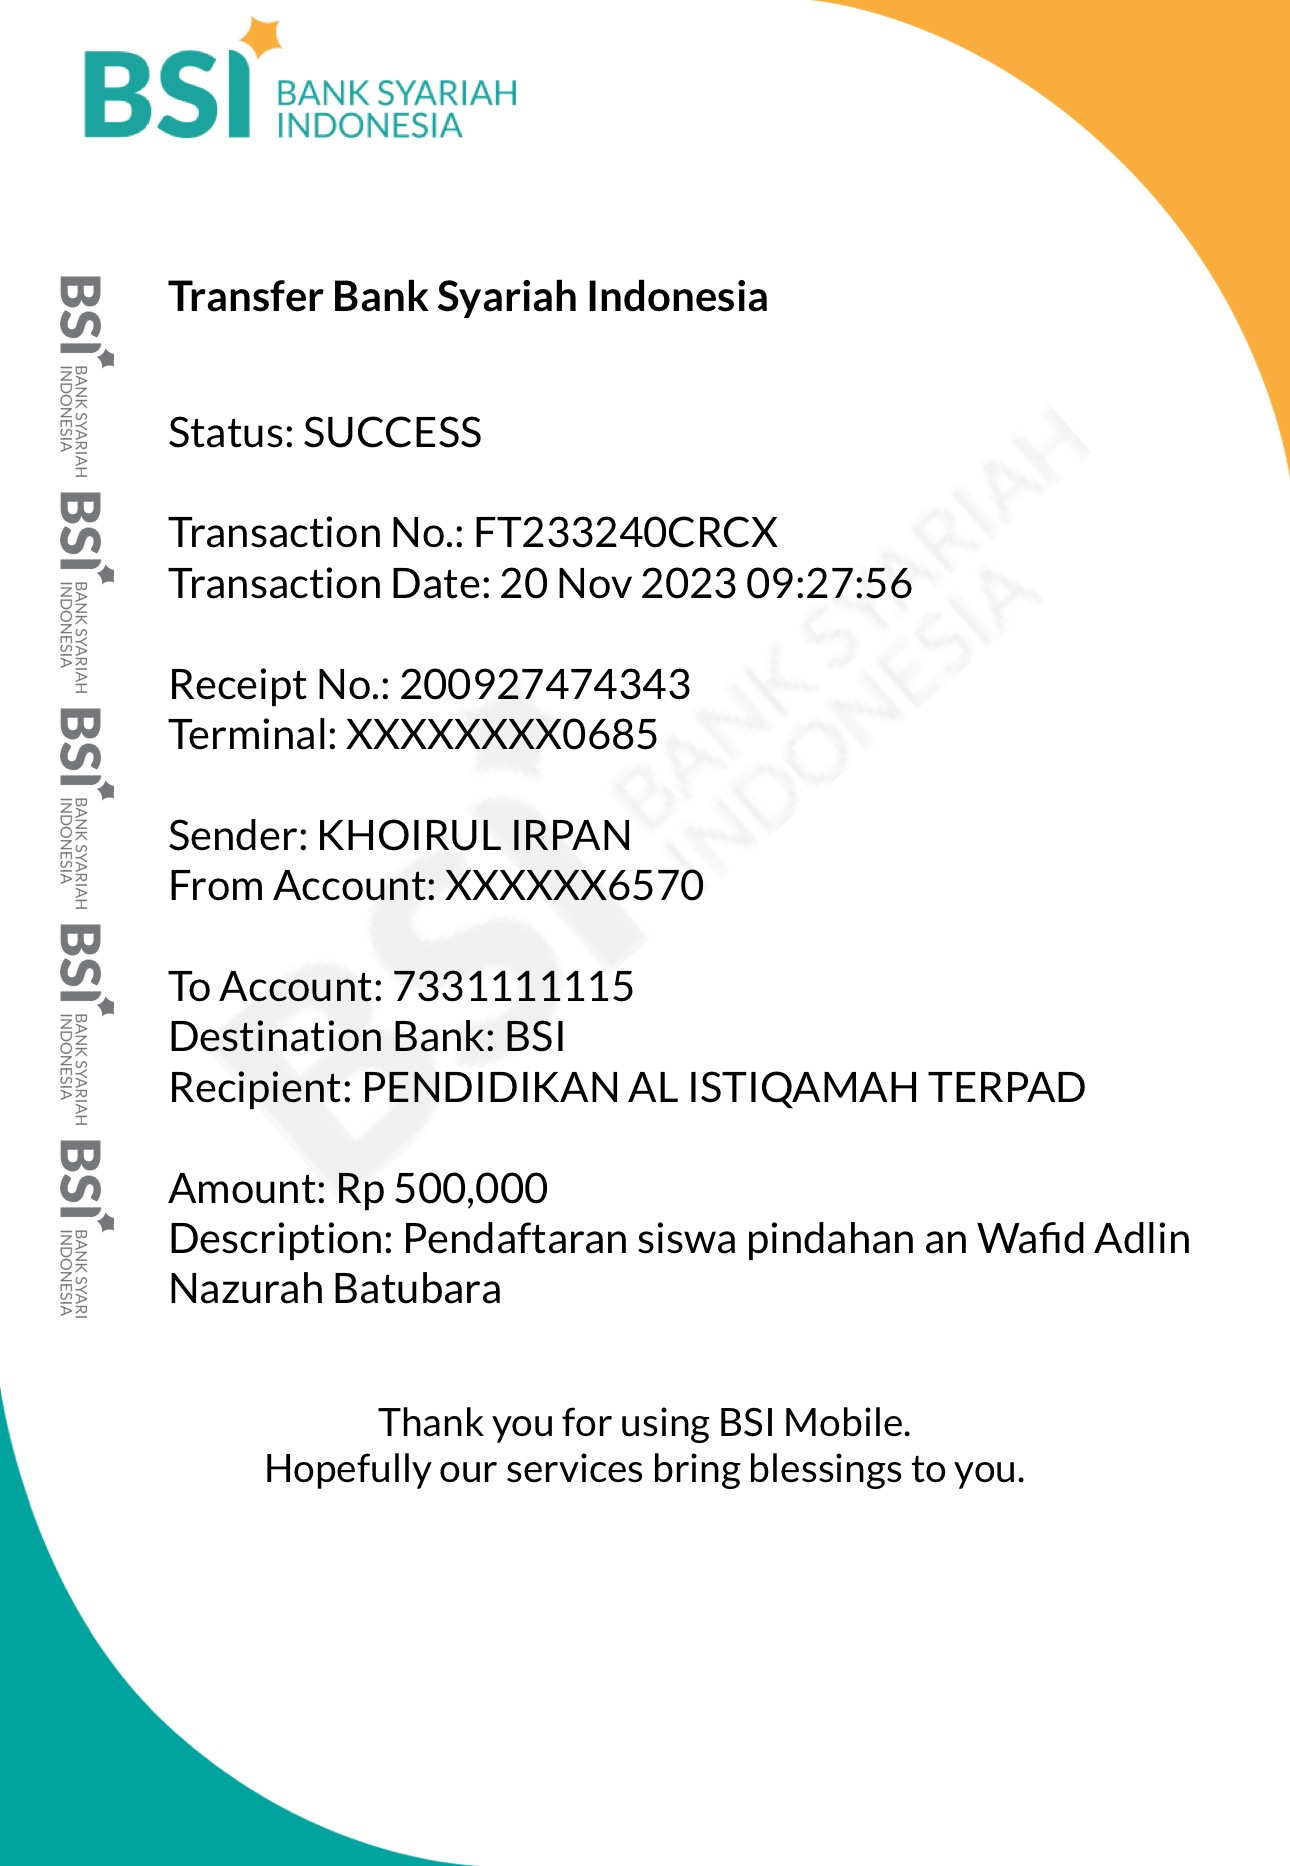 BSI BANK SYARIAH
INDONESIA
Transfer Bank Syariah Indonesia
Status: SUCCESS
Transaction No.: FT233240CRCX
Transaction Date: 20 Nov 2023 09:27:56
Receipt No.: 200927474343
Terminal: XXXXXXXX0685
Sender: KHOIRUL IRPAN
From Account: XXXXXX6570
To Account: 7331111115
Destination Bank: BSI
Recipient: PENDIDIKAN AL ISTIQAMAH TERPAD
Amount: Rp 500,000
Description: Pendaftaran siswa pindahan an Wafid Adlin
Nazurah Batubara
Thank you for using BSI Mobile.
Hopefully our services bring blessings to you.
BSI BANK SYARIAH
INDONESIA
BSI BANK SYARIAH
INDONESIA
BSI BANK SYARIAH
INDONESIA
BSI BANK SYARIAH
INDONESIA
BSI BANK SYARI
INDONESIA
BSI BANK SYARIAH
INDONESIA